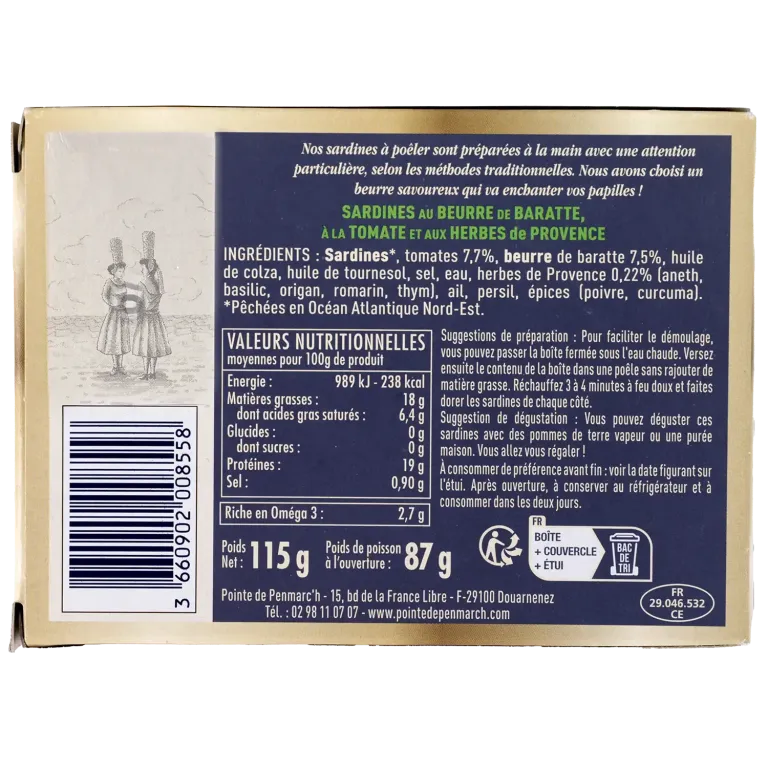 Nos sardines à poêler sont préparées à la main avec une attention
particulière, selon les méthodes traditionnelles. Nous avons choisi un
beurre savoureux qui va enchanter vos papilles !
SARDINES AU BEURRE DE BARATTE,
À LA TOMATE ET AUX HERBES de PROVENCE
INGRÉDIENTS : Sardines*, tomates 7,7%, beurre de baratte 7,5%, huile
de colza, huile de tournesol, sel, eau, herbes de Provence 0,22% (aneth,
basilic, origan, romarin, thym), ail, persil, épices (poivre, curcuma).
*Pêchées en Océan Atlantique Nord-Est.
VALEURS NUTRITIONNELLES
moyennes pour 100g de produit
Energie : 989 kJ - 238 kcal
Matières grasses : 18 g
dont acides gras saturés : 6,4 g
Glucides : 0 g
dont sucres : 0 g
Protéines : 19 g
Sel : 0,90 g
Riche en Oméga 3 : 2,7 g
Suggestions de préparation : Pour faciliter le démoulage,
vous pouvez passer la boîte fermée sous l'eau chaude. Versez
ensuite le contenu de la boîte dans une poêle sans rajouter de
matière grasse. Réchauffez 3 à 4 minutes à feu doux et faites
dorer les sardines de chaque côté.
Suggestion de dégustation : Vous pouvez déguster ces
sardines avec des pommes de terre vapeur ou une purée
maison. Vous allez vous régaler !
À consommer de préférence avant fin : voir la date figurant sur
l'étui. Après ouverture, à conserver au réfrigérateur et à
consommer dans les deux jours.
Poids Net : 115 g Poids de poisson à l'ouverture : 87 g
FR
BOÎTE
+ COUVERCLE
+ ÉTUI
BAC
DE
TRI
Pointe de Penmarc'h - 15, bd de la France Libre - F-29100 Douarnenez
Tél. : 02 98 11 07 07 - www.pointedepenmarch.com
FR
29.046.532
CE
3 660902 008558